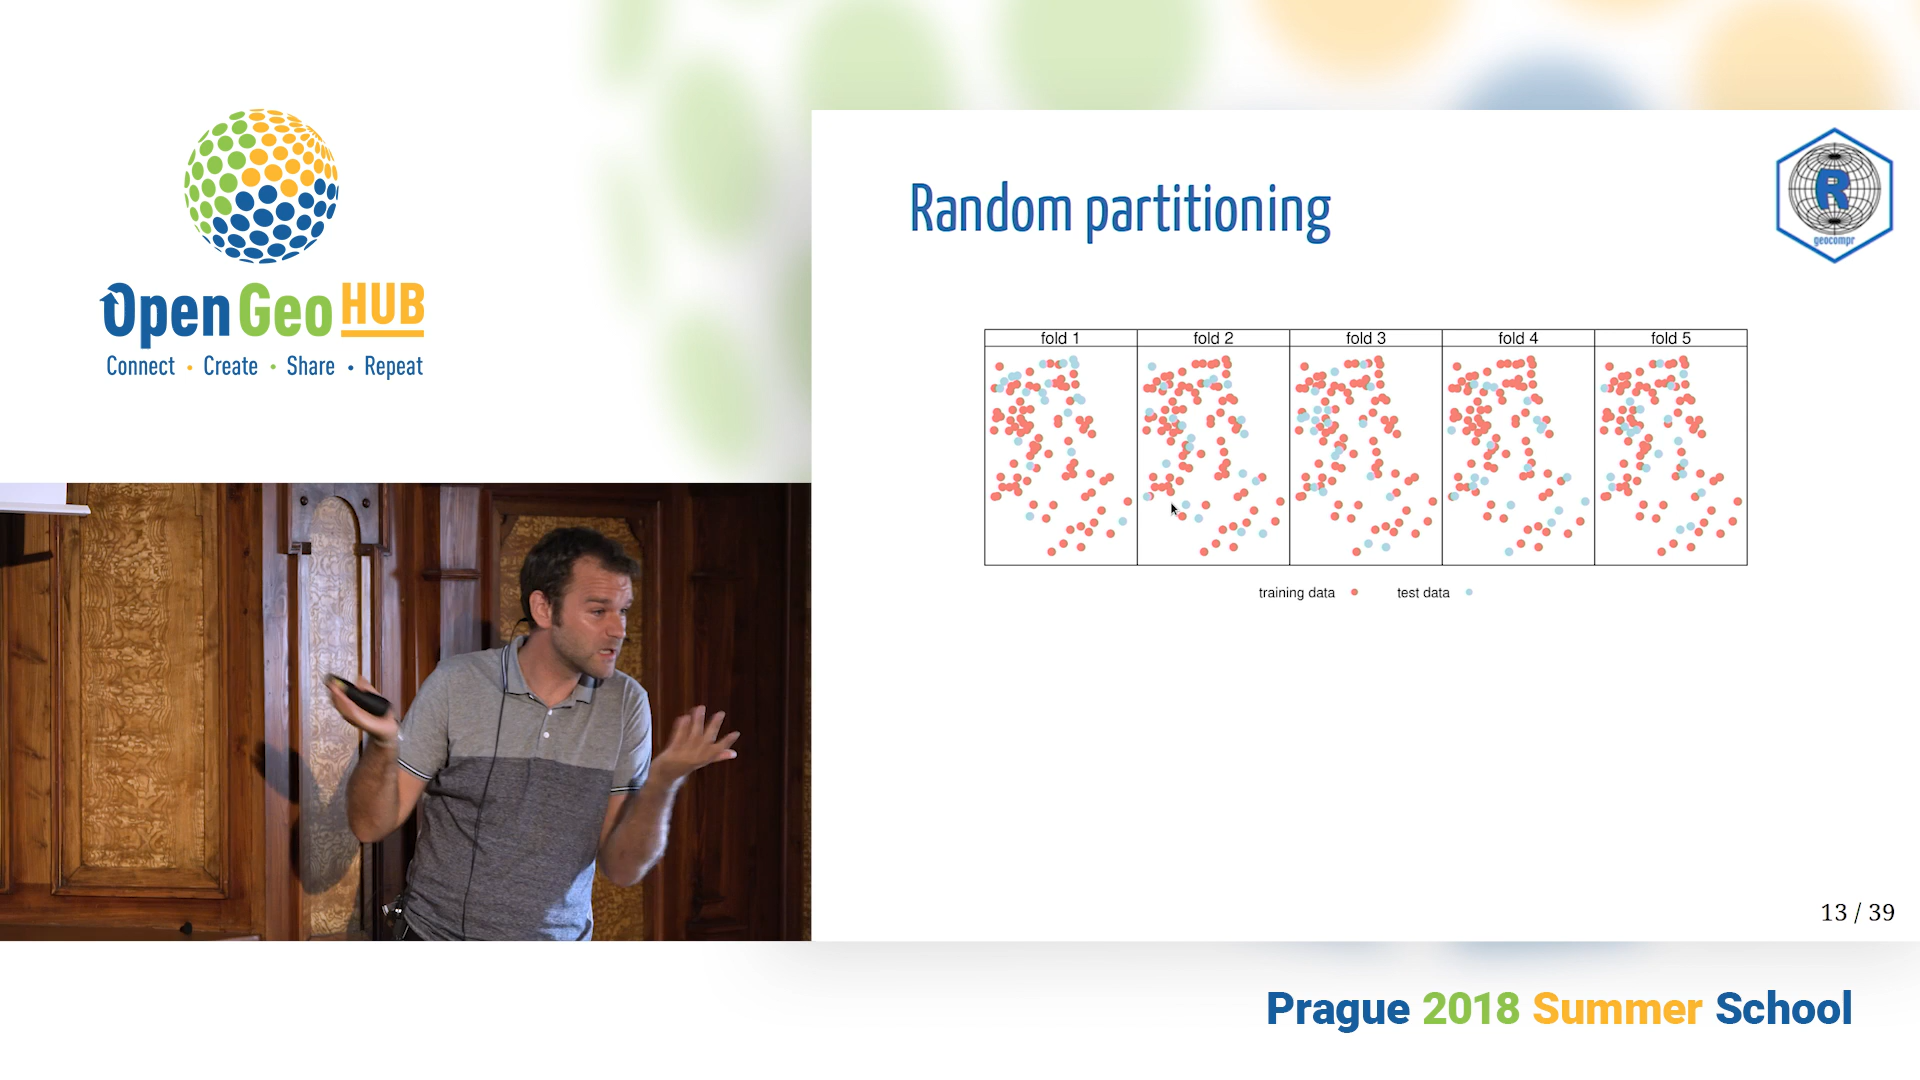 Open Geo HUB
Connect • Create • Share • Repeat
Random partitioning
R
geocompr
fold 1 fold 2 fold 3 fold 4 fold 5
training data test data
13 / 39
Prague 2018 Summer School